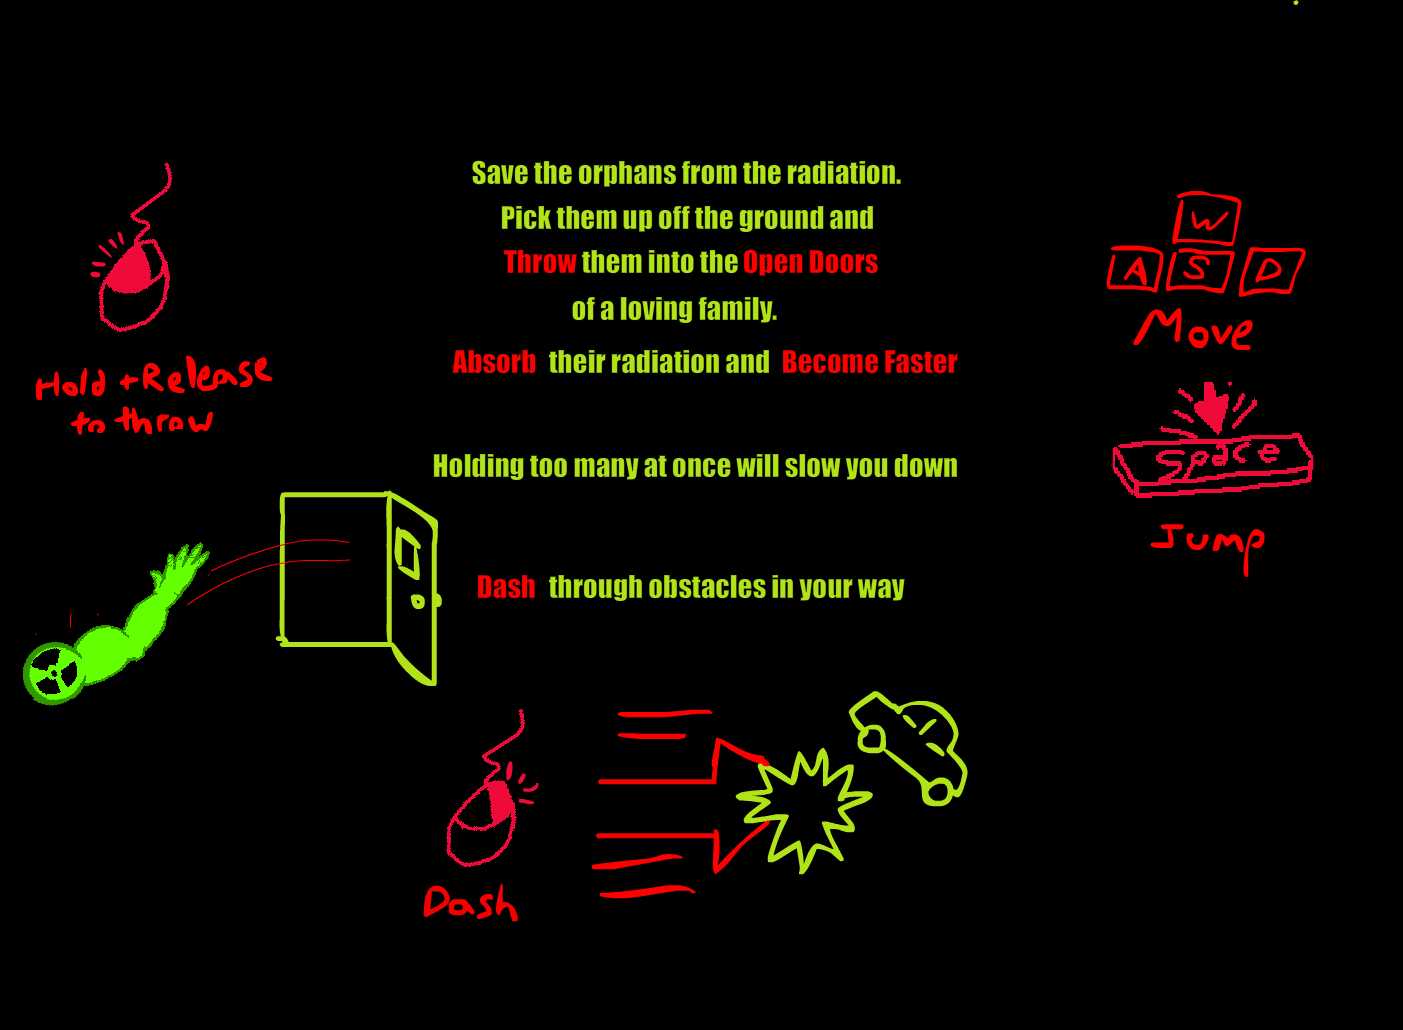 Save the orphans from the radiation.
Pick them up off the ground and
Throw them into the Open Doors
of a loving family.
Absorb their radiation and Become Faster
Holding too many at once will slow you down
Dash through obstacles in your way
Hold + Release
to throw
W
A S D
Move
Space
Jump
Dash